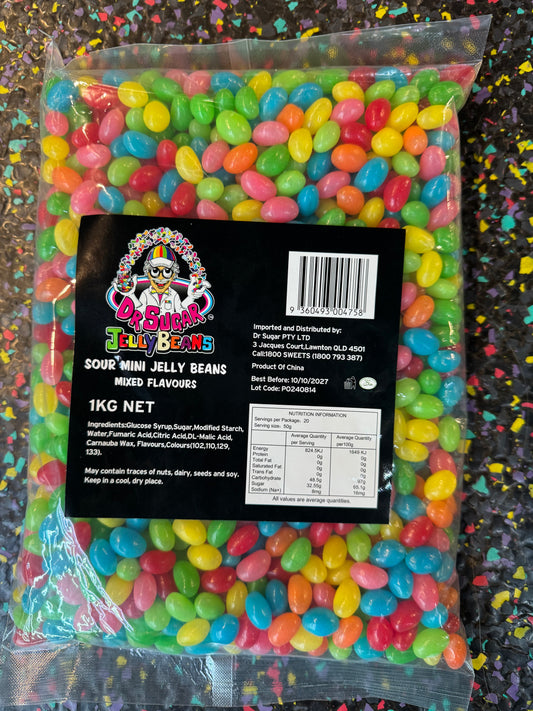 DR SUGAR
JELLY BEANS
SOUR MINI JELLY BEANS
MIXED FLAVOURS
1KG NET
Ingredients:Glucose Syrup,Sugar,Modified Starch,
Water,Fumaric Acid,Citric Acid,DL-Malic Acid,
Carnauba Wax, Flavours,Colours(102,110,129,
133).
May contain traces of nuts, dairy, seeds and soy.
Keep in a cool, dry place.
9 360493 004758
Imported and Distributed by:
Dr Sugar PTY LTD
3 Jacques Court,Lawnton QLD 4501
Call:1800 SWEETS (1800 793 387)
Product Of China
Best Before: 10/10/2027
Lot Code: PO240814
NUTRITION INFORMATION
Servings per Package: 20
Serving size: 50g
Average Quantity per Serving
Average Quantity per100g
Energy 824.5KJ 1649 KJ
Protein 0g 0g
Total Fat 0g 0g
Saturated Fat 0g 0g
Trans Fat 0g 0g
Carbohydrate 48.5g 97g
Sugar 32.55g 65.1g
Sodium (Na+) 8mg 16mg
All values are average quantities.